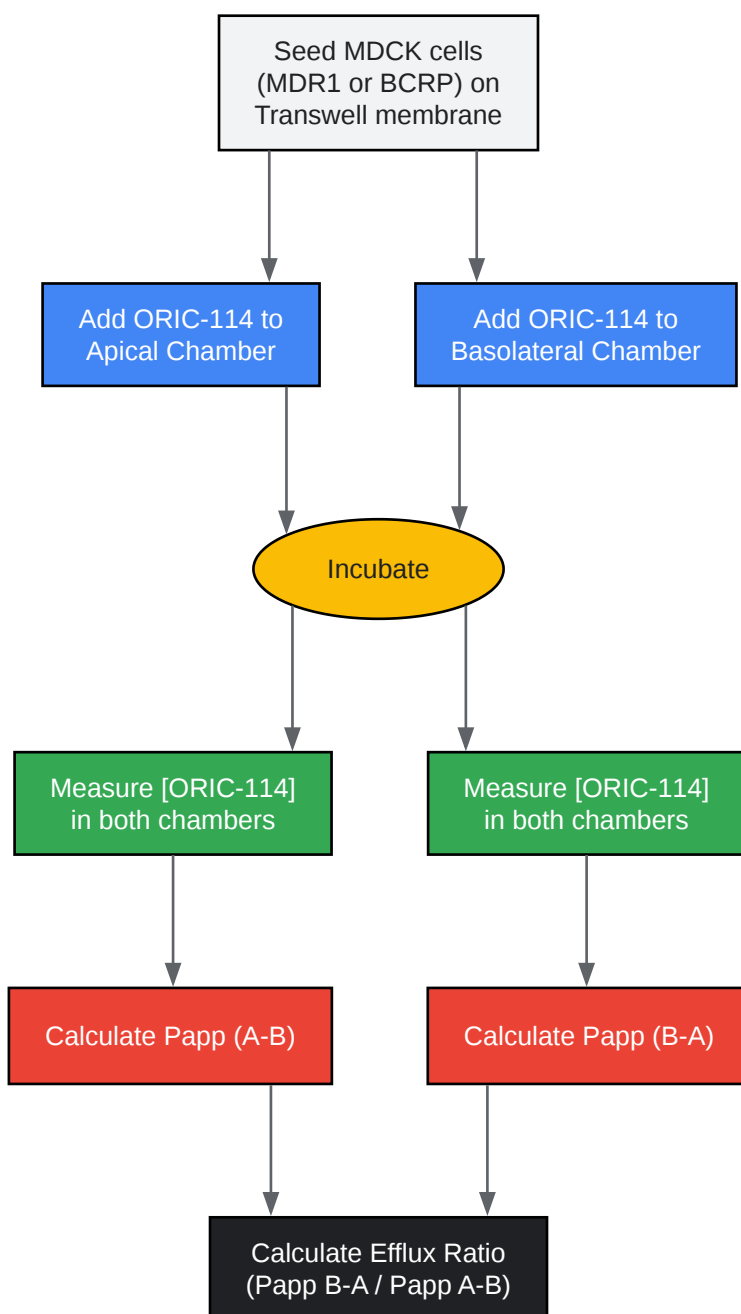 Seed MDCK cells
(MDR1 or BCRP) on
Transwell membrane
Add ORIC-114 to
Apical Chamber
Add ORIC-114 to
Basolateral Chamber
Incubate
Measure [ORIC-114]
in both chambers
Measure [ORIC-114]
in both chambers
Calculate Papp (A-B)
Calculate Papp (B-A)
Calculate Efflux Ratio
(Papp B-A / Papp A-B)